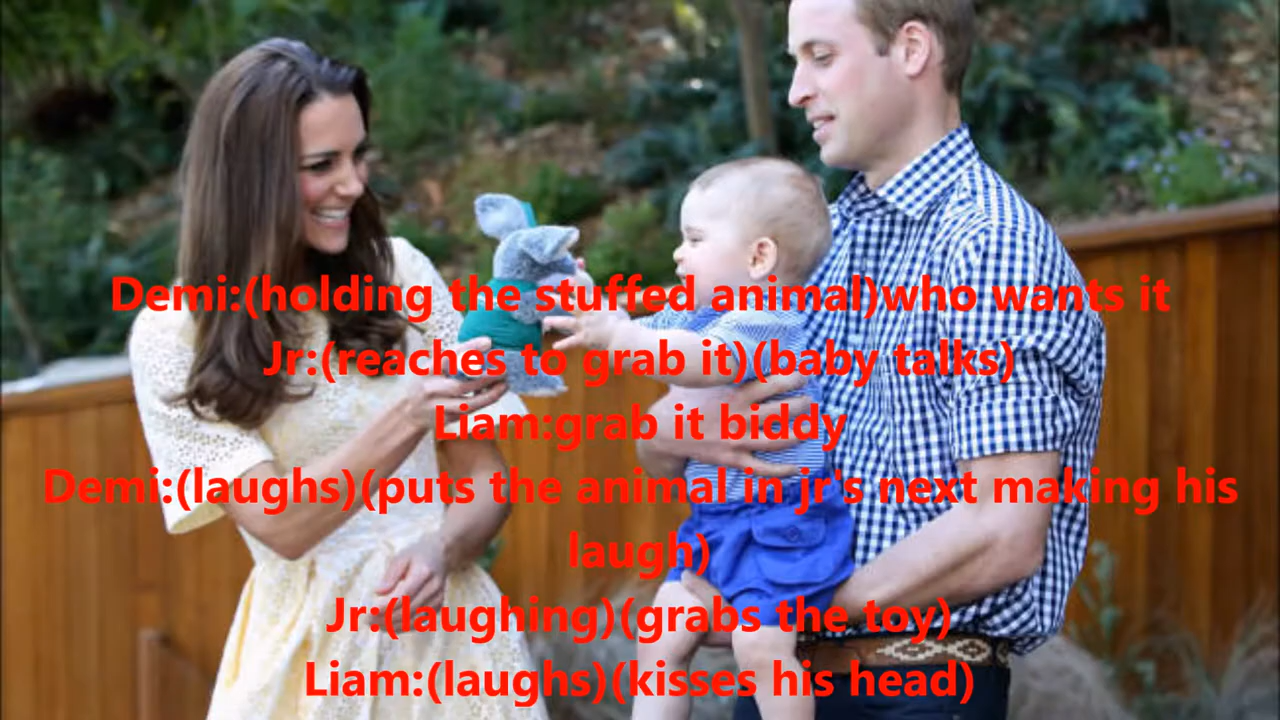 Demi:(holding the stuffed animal)who wants it
Jr:(reaches to grab it)(baby talks)
Liam:grab it biddy
Demi:(laughs)(puts the animal in jr's next making his
laugh)
Jr:(laughing)(grabs the toy)
Liam:(laughs)(kisses his head)